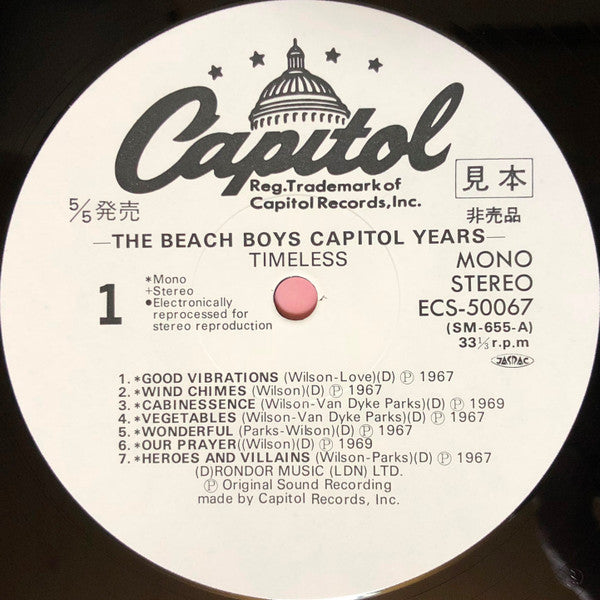 Capitol
Reg.Trademark of
Capitol Records,Inc.
5/5発売
見本
非売品
—THE BEACH BOYS CAPITOL YEARS—
TIMELESS
MONO
STEREO
ECS-50067
(SM-655-A)
33⅓r.p.m
JASRAC
1
*Mono
+Stereo
●Electronically
reprocessed for
stereo reproduction
1.*GOOD VIBRATIONS (Wilson-Love)(D) Ⓟ 1967
2.*WIND CHIMES (Wilson)(D) Ⓟ 1967
3.*CABINESSENCE (Wilson-Van Dyke Parks)(D) Ⓟ 1969
4.*VEGETABLES (Wilson-Van Dyke Parks)(D) Ⓟ 1967
5.*WONDERFUL (Parks-Wilson)(D) Ⓟ 1967
6.*OUR PRAYER((Wilson)(D) Ⓟ 1969
7.*HEROES AND VILLAINS (Wilson-Parks)(D) Ⓟ 1967
(D)RONDOR MUSIC (LDN) LTD.
Ⓟ Original Sound Recording
made by Capitol Records, Inc.